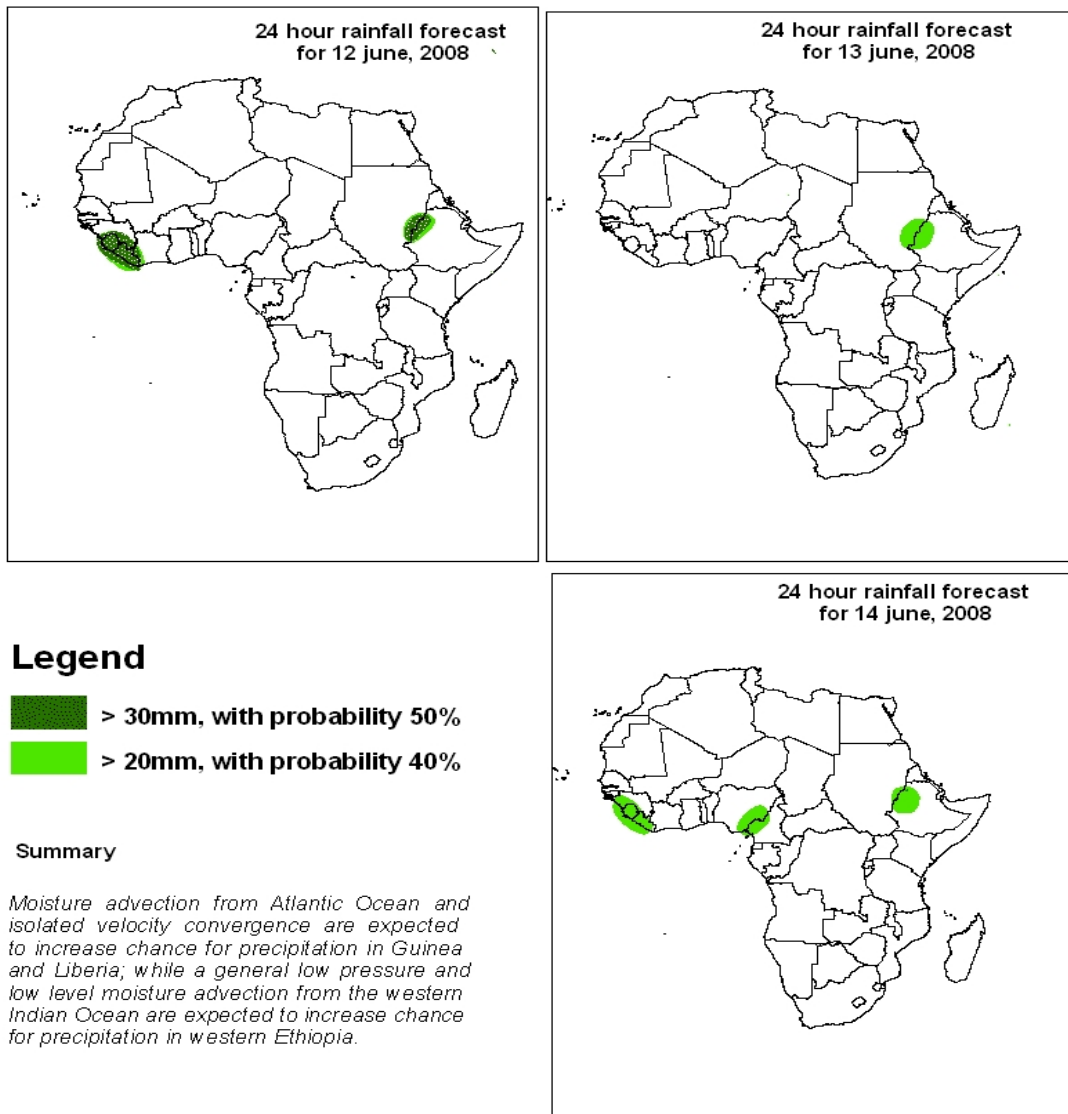 24 hour rainfall forecast
for 12 june, 2008
24 hour rainfall forecast
for 13 june, 2008
24 hour rainfall forecast
for 14 june, 2008
Legend
> 30mm, with probability 50%
> 20mm, with probability 40%
Summary
Moisture advection from Atlantic Ocean and
isolated velocity convergence are expected
to increase chance for precipitation in Guinea
and Liberia; while a general low pressure and
low level moisture advection from the western
Indian Ocean are expected to increase chance
for precipitation in western Ethiopia.